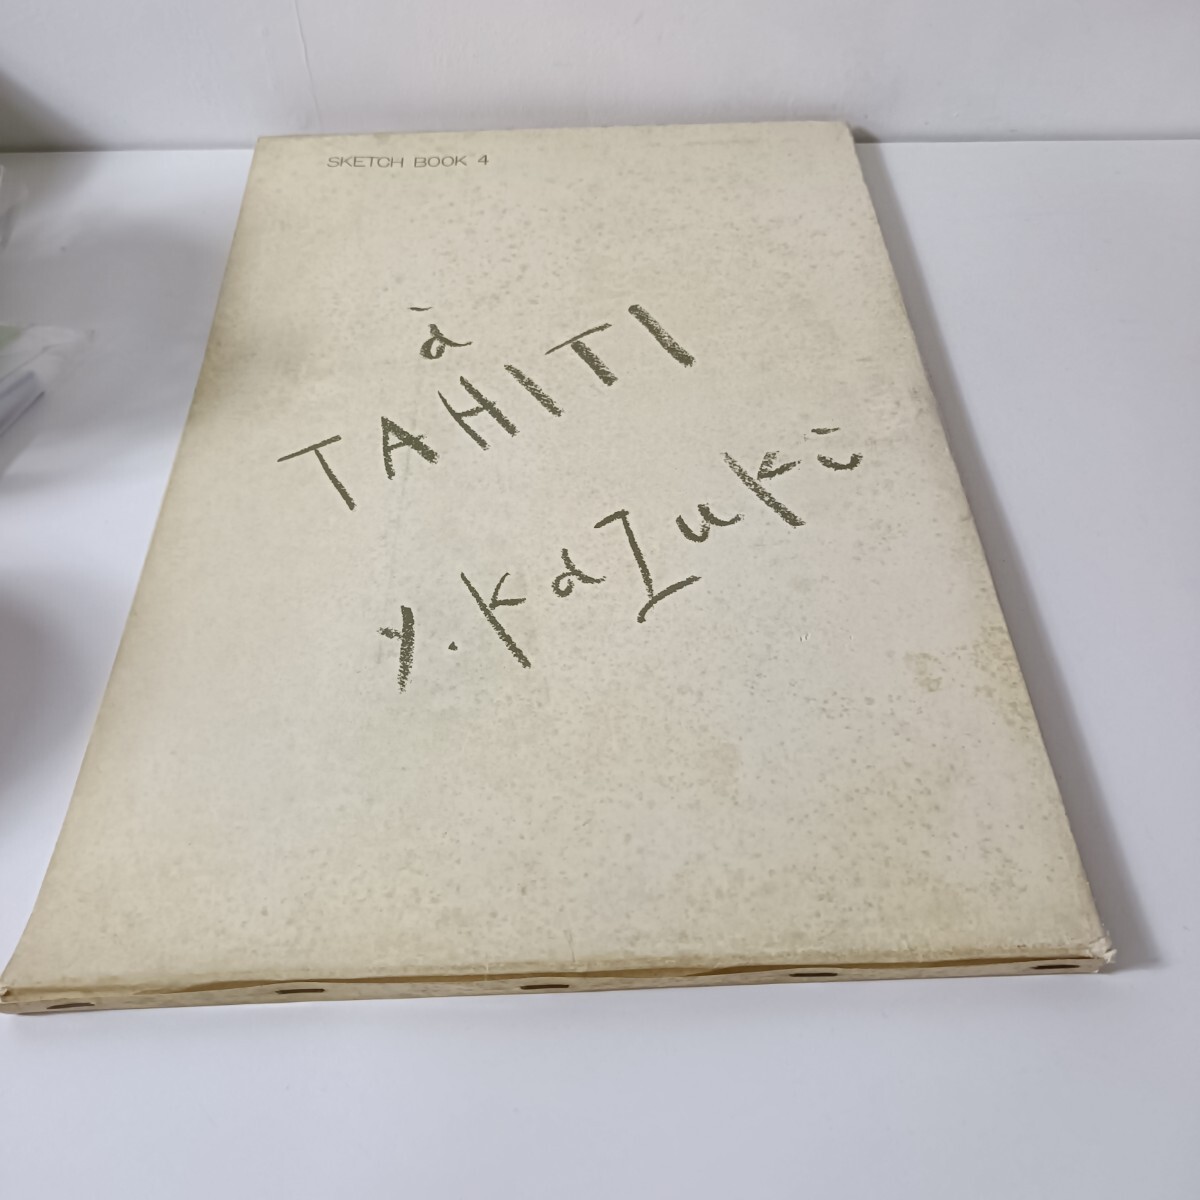 SKETCH BOOK 4
à
TAHITI
Y. KaZuKi